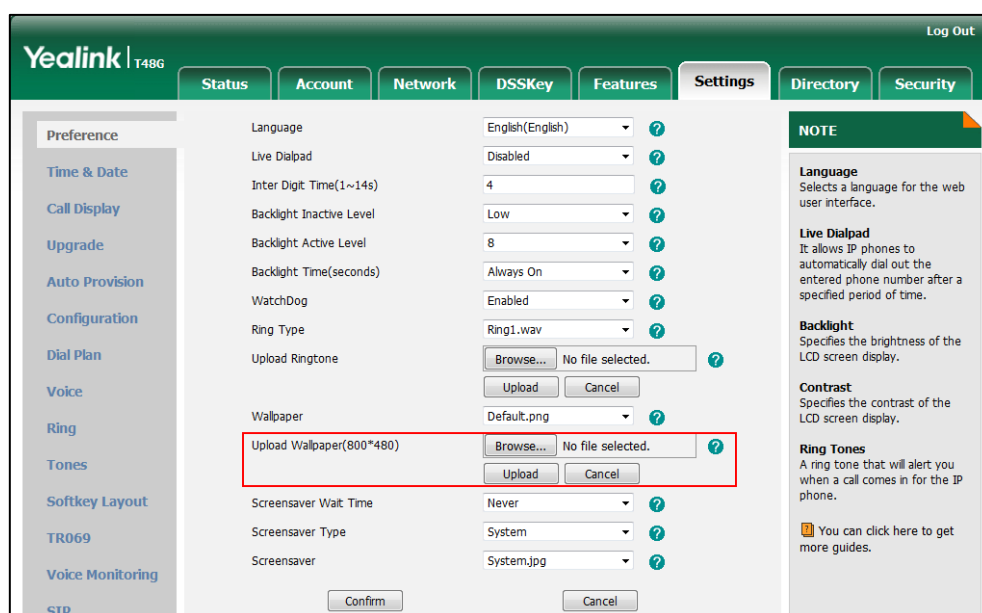 Log Out
Yealink T48G
Status Account Network DSSKey Features Settings Directory Security
Preference
Time & Date
Call Display
Upgrade
Auto Provision
Configuration
Dial Plan
Voice
Ring
Tones
Softkey Layout
TR069
Voice Monitoring
SIP
Language English(English) ?
Live Dialpad Disabled ?
Inter Digit Time(1~14s) 4 ?
Backlight Inactive Level Low ?
Backlight Active Level 8 ?
Backlight Time(seconds) Always On ?
WatchDog Enabled ?
Ring Type Ring1.wav ?
Upload Ringtone Browse... No file selected. ?
Upload Cancel
Wallpaper Default.png ?
Upload Wallpaper(800*480) Browse... No file selected. ?
Upload Cancel
Screensaver Wait Time Never ?
Screensaver Type System ?
Screensaver System.jpg ?
Confirm Cancel
NOTE
Language
Selects a language for the web
user interface.
Live Dialpad
It allows IP phones to
automatically dial out the
entered phone number after a
specified period of time.
Backlight
Specifies the brightness of the
LCD screen display.
Contrast
Specifies the contrast of the
LCD screen display.
Ring Tones
A ring tone that will alert you
when a call comes in for the IP
phone.
? You can click here to get
more guides.